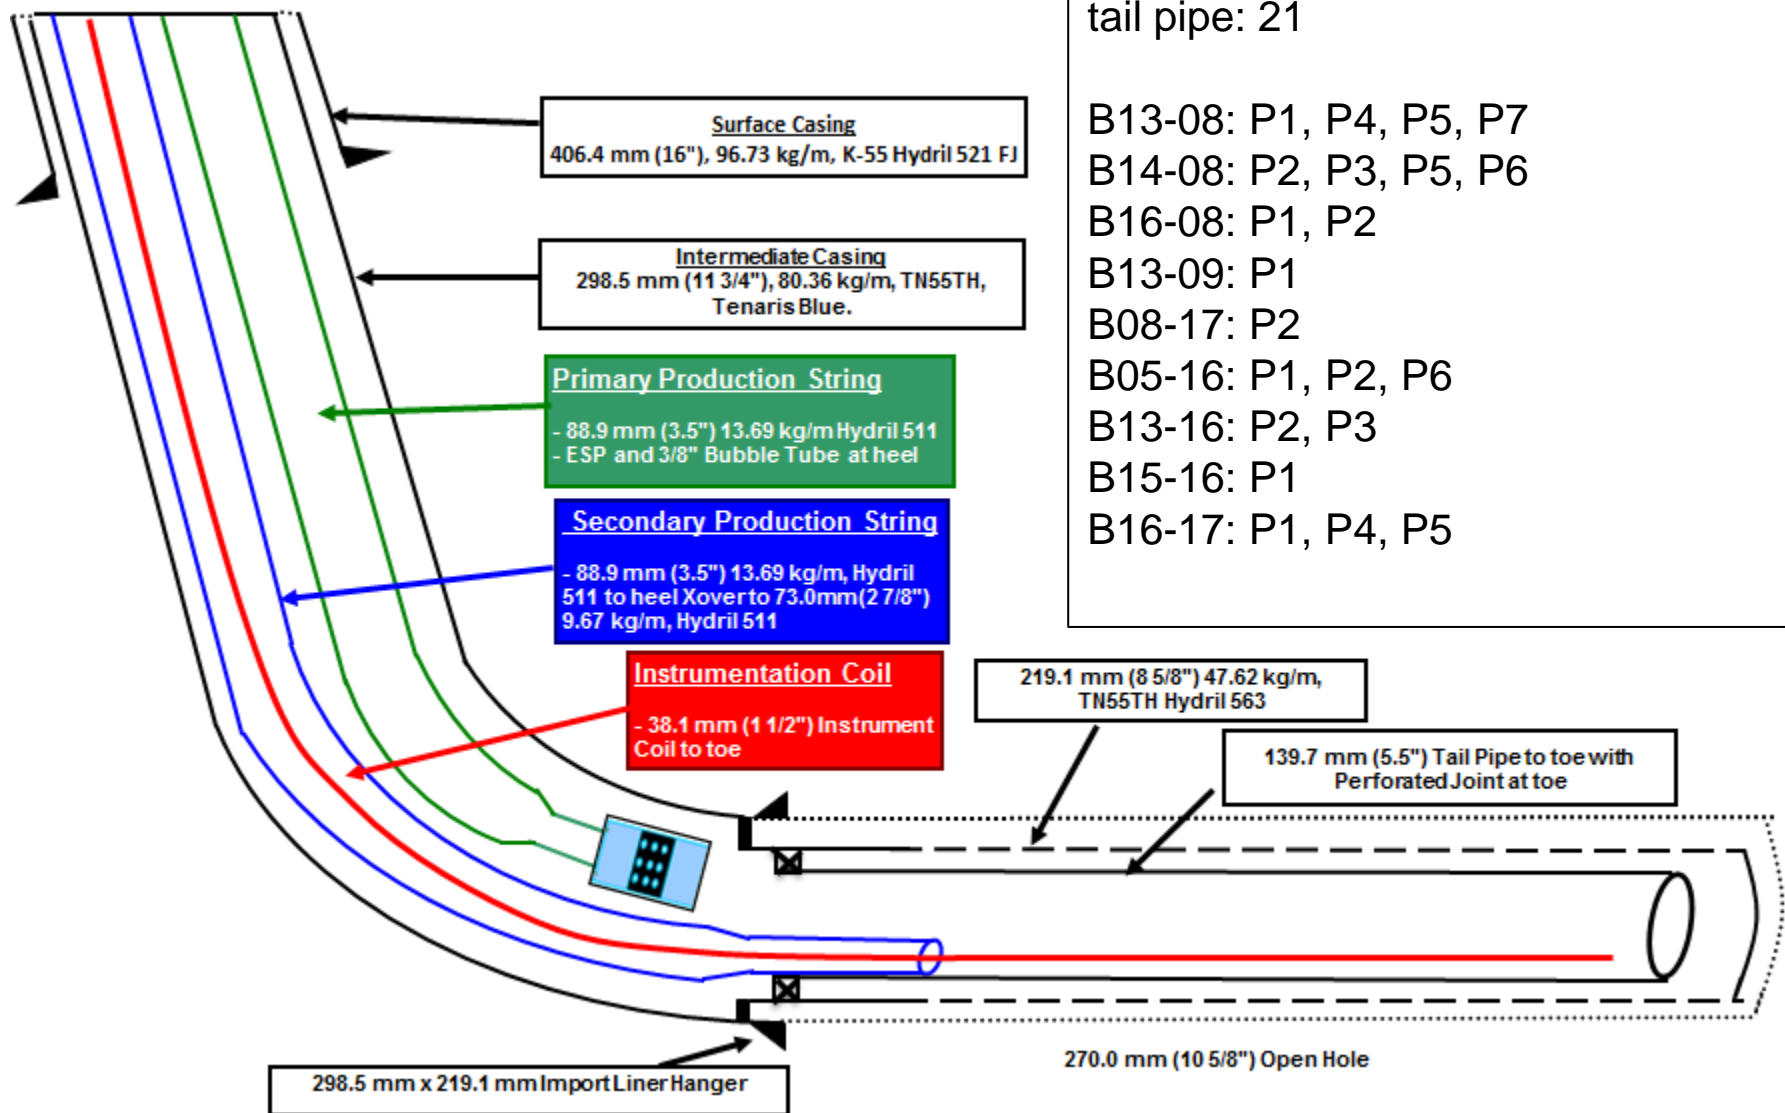 tail pipe: 21
B13-08: P1, P4, P5, P7
B14-08: P2, P3, P5, P6
B16-08: P1, P2
B13-09: P1
B08-17: P2
B05-16: P1, P2, P6
B13-16: P2, P3
B15-16: P1
B16-17: P1, P4, P5
Surface Casing
406.4 mm (16"), 96.73 kg/m, K-55 Hydril 521 FJ
Intermediate Casing
298.5 mm (11 3/4"), 80.36 kg/m, TN55TH,
Tenaris Blue.
Primary Production String
- 88.9 mm (3.5") 13.69 kg/m Hydril 511
- ESP and 3/8" Bubble Tube at heel
Secondary Production String
- 88.9 mm (3.5") 13.69 kg/m, Hydril
511 to heel Xover to 73.0mm(2 7/8")
9.67 kg/m, Hydril 511
Instrumentation Coil
- 38.1 mm (1 1/2") Instrument
Coil to toe
219.1 mm (8 5/8") 47.62 kg/m,
TN55TH Hydril 563
139.7 mm (5.5") Tail Pipe to toe with
Perforated Joint at toe
270.0 mm (10 5/8") Open Hole
298.5 mm x 219.1 mm Import Liner Hanger